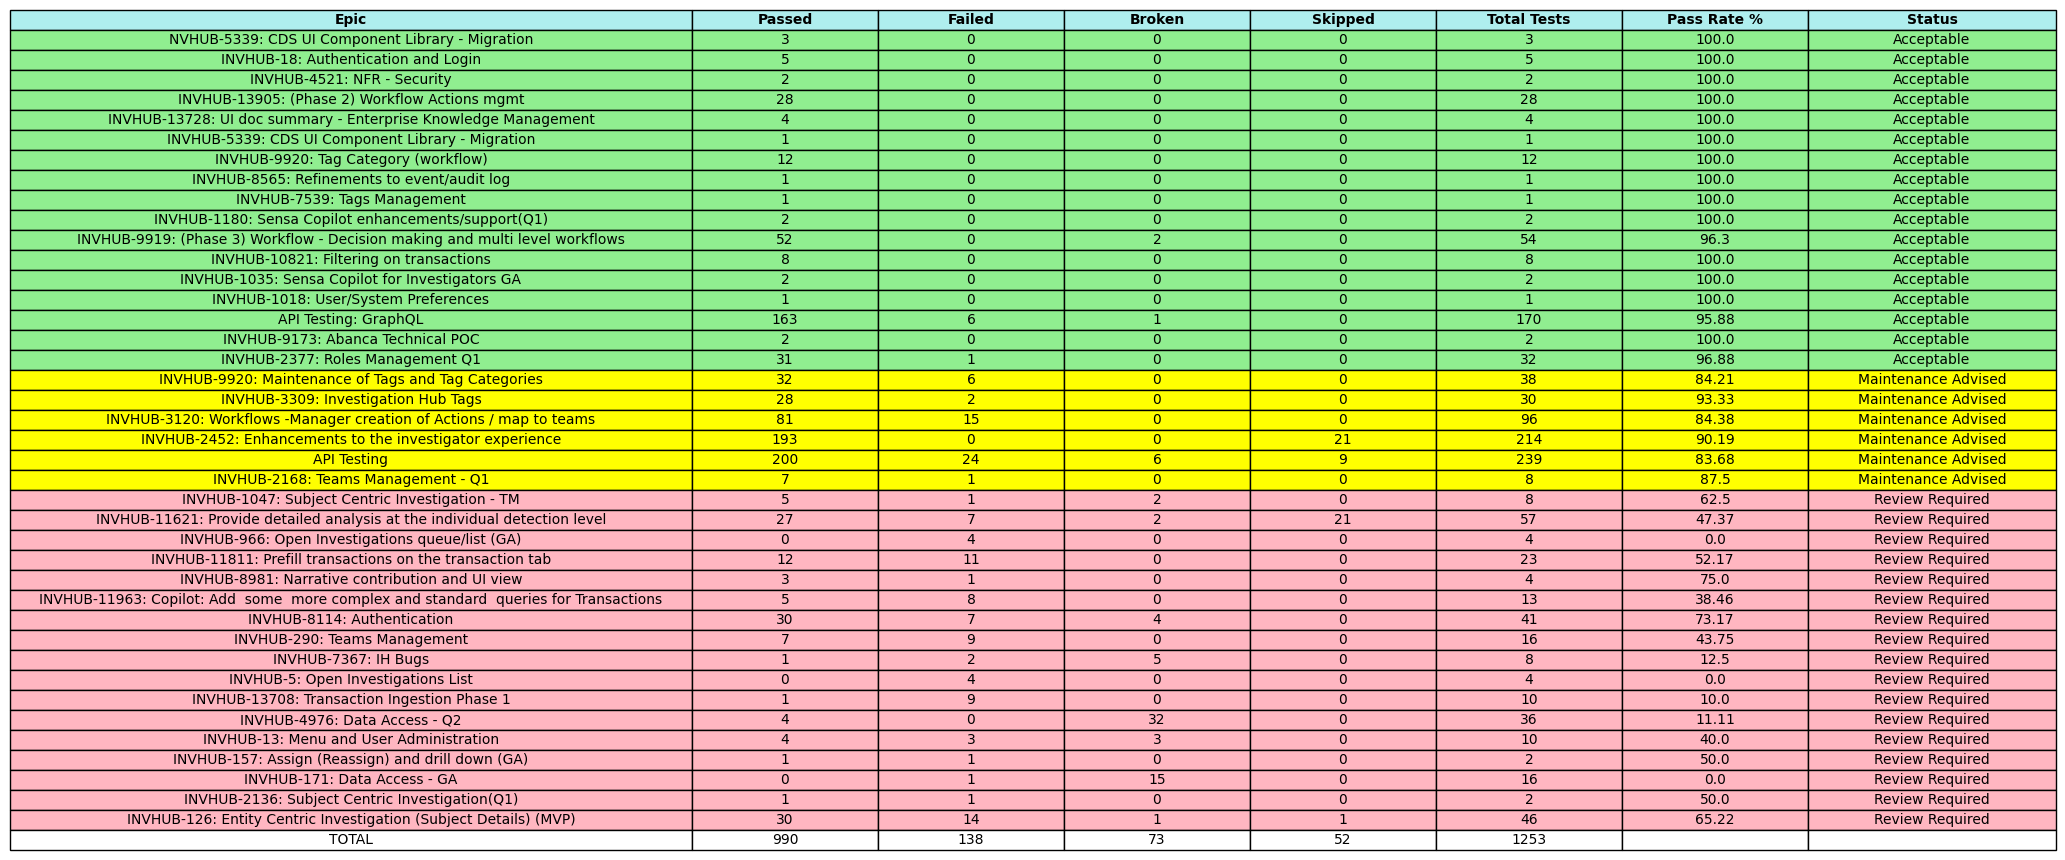 Epic Passed Failed Broken Skipped Total Tests Pass Rate % Status
NVHUB-5339: CDS UI Component Library - Migration 3 0 0 0 3 100.0 Acceptable
INVHUB-18: Authentication and Login 5 0 0 0 5 100.0 Acceptable
INVHUB-4521: NFR - Security 2 0 0 0 2 100.0 Acceptable
INVHUB-13905: (Phase 2) Workflow Actions mgmt 28 0 0 0 28 100.0 Acceptable
INVHUB-13728: UI doc summary - Enterprise Knowledge Management 4 0 0 0 4 100.0 Acceptable
INVHUB-5339: CDS UI Component Library - Migration 1 0 0 0 1 100.0 Acceptable
INVHUB-9920: Tag Category (workflow) 12 0 0 0 12 100.0 Acceptable
INVHUB-8565: Refinements to event/audit log 1 0 0 0 1 100.0 Acceptable
INVHUB-7539: Tags Management 1 0 0 0 1 100.0 Acceptable
INVHUB-1180: Sensa Copilot enhancements/support(Q1) 2 0 0 0 2 100.0 Acceptable
INVHUB-9919: (Phase 3) Workflow - Decision making and multi level workflows 52 0 2 0 54 96.3 Acceptable
INVHUB-10821: Filtering on transactions 8 0 0 0 8 100.0 Acceptable
INVHUB-1035: Sensa Copilot for Investigators GA 2 0 0 0 2 100.0 Acceptable
INVHUB-1018: User/System Preferences 1 0 0 0 1 100.0 Acceptable
API Testing: GraphQL 163 6 1 0 170 95.88 Acceptable
INVHUB-9173: Abanca Technical POC 2 0 0 0 2 100.0 Acceptable
INVHUB-2377: Roles Management Q1 31 1 0 0 32 96.88 Acceptable
INVHUB-9920: Maintenance of Tags and Tag Categories 32 6 0 0 38 84.21 Maintenance Advised
INVHUB-3309: Investigation Hub Tags 28 2 0 0 30 93.33 Maintenance Advised
INVHUB-3120: Workflows -Manager creation of Actions / map to teams 81 15 0 0 96 84.38 Maintenance Advised
INVHUB-2452: Enhancements to the investigator experience 193 0 0 21 214 90.19 Maintenance Advised
API Testing 200 24 6 9 239 83.68 Maintenance Advised
INVHUB-2168: Teams Management - Q1 7 1 0 0 8 87.5 Maintenance Advised
INVHUB-1047: Subject Centric Investigation - TM 5 1 2 0 8 62.5 Review Required
INVHUB-11621: Provide detailed analysis at the individual detection level 27 7 2 21 57 47.37 Review Required
INVHUB-966: Open Investigations queue/list (GA) 0 4 0 0 4 0.0 Review Required
INVHUB-11811: Prefill transactions on the transaction tab 12 11 0 0 23 52.17 Review Required
INVHUB-8981: Narrative contribution and UI view 3 1 0 0 4 75.0 Review Required
INVHUB-11963: Copilot: Add  some  more complex and standard  queries for Transactions 5 8 0 0 13 38.46 Review Required
INVHUB-8114: Authentication 30 7 4 0 41 73.17 Review Required
INVHUB-290: Teams Management 7 9 0 0 16 43.75 Review Required
INVHUB-7367: IH Bugs 1 2 5 0 8 12.5 Review Required
INVHUB-5: Open Investigations List 0 4 0 0 4 0.0 Review Required
INVHUB-13708: Transaction Ingestion Phase 1 1 9 0 0 10 10.0 Review Required
INVHUB-4976: Data Access - Q2 4 0 32 0 36 11.11 Review Required
INVHUB-13: Menu and User Administration 4 3 3 0 10 40.0 Review Required
INVHUB-157: Assign (Reassign) and drill down (GA) 1 1 0 0 2 50.0 Review Required
INVHUB-171: Data Access - GA 0 1 15 0 16 0.0 Review Required
INVHUB-2136: Subject Centric Investigation(Q1) 1 1 0 0 2 50.0 Review Required
INVHUB-126: Entity Centric Investigation (Subject Details) (MVP) 30 14 1 1 46 65.22 Review Required
TOTAL 990 138 73 52 1253